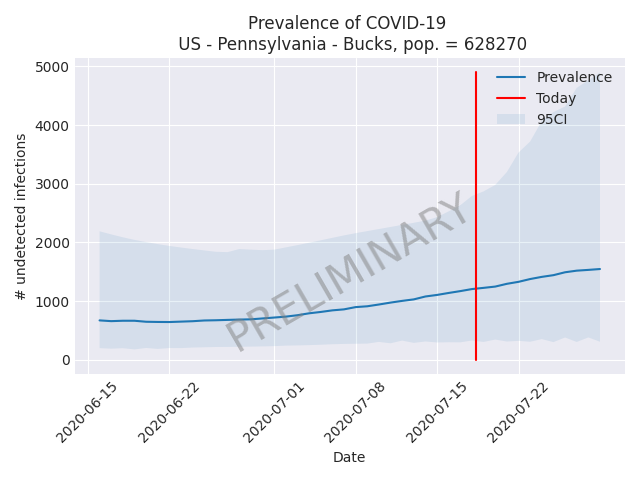 Prevalence of COVID-19
US - Pennsylvania - Bucks, pop. = 628270
5000
4000
3000
2000
1000
0
# undetected infections
Prevalence
Today
95CI
PRELIMINARY
2020-06-15
2020-06-22
2020-07-01
2020-07-08
2020-07-15
2020-07-22
Date